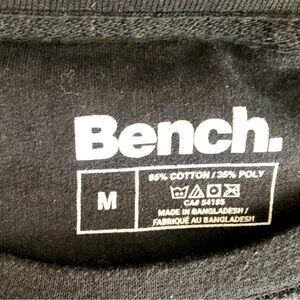 Bench.
M
65% COTTON / 35% POLY
CA# 54185
MADE IN BANGLADESH /
FABRIQUÉ AU BANGLADESH